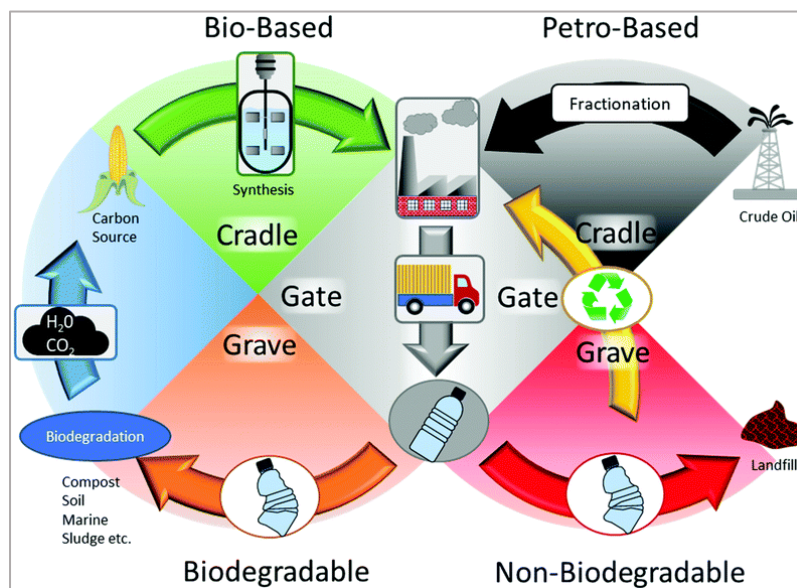 Bio-Based
Petro-Based
Fractionation
Synthesis
Carbon
Source
Crude Oil
Cradle
Cradle
Gate
Gate
H20
CO2
Grave
Grave
Biodegradation
Landfill
Compost
Soil
Marine
Sludge etc.
Biodegradable
Non-Biodegradable